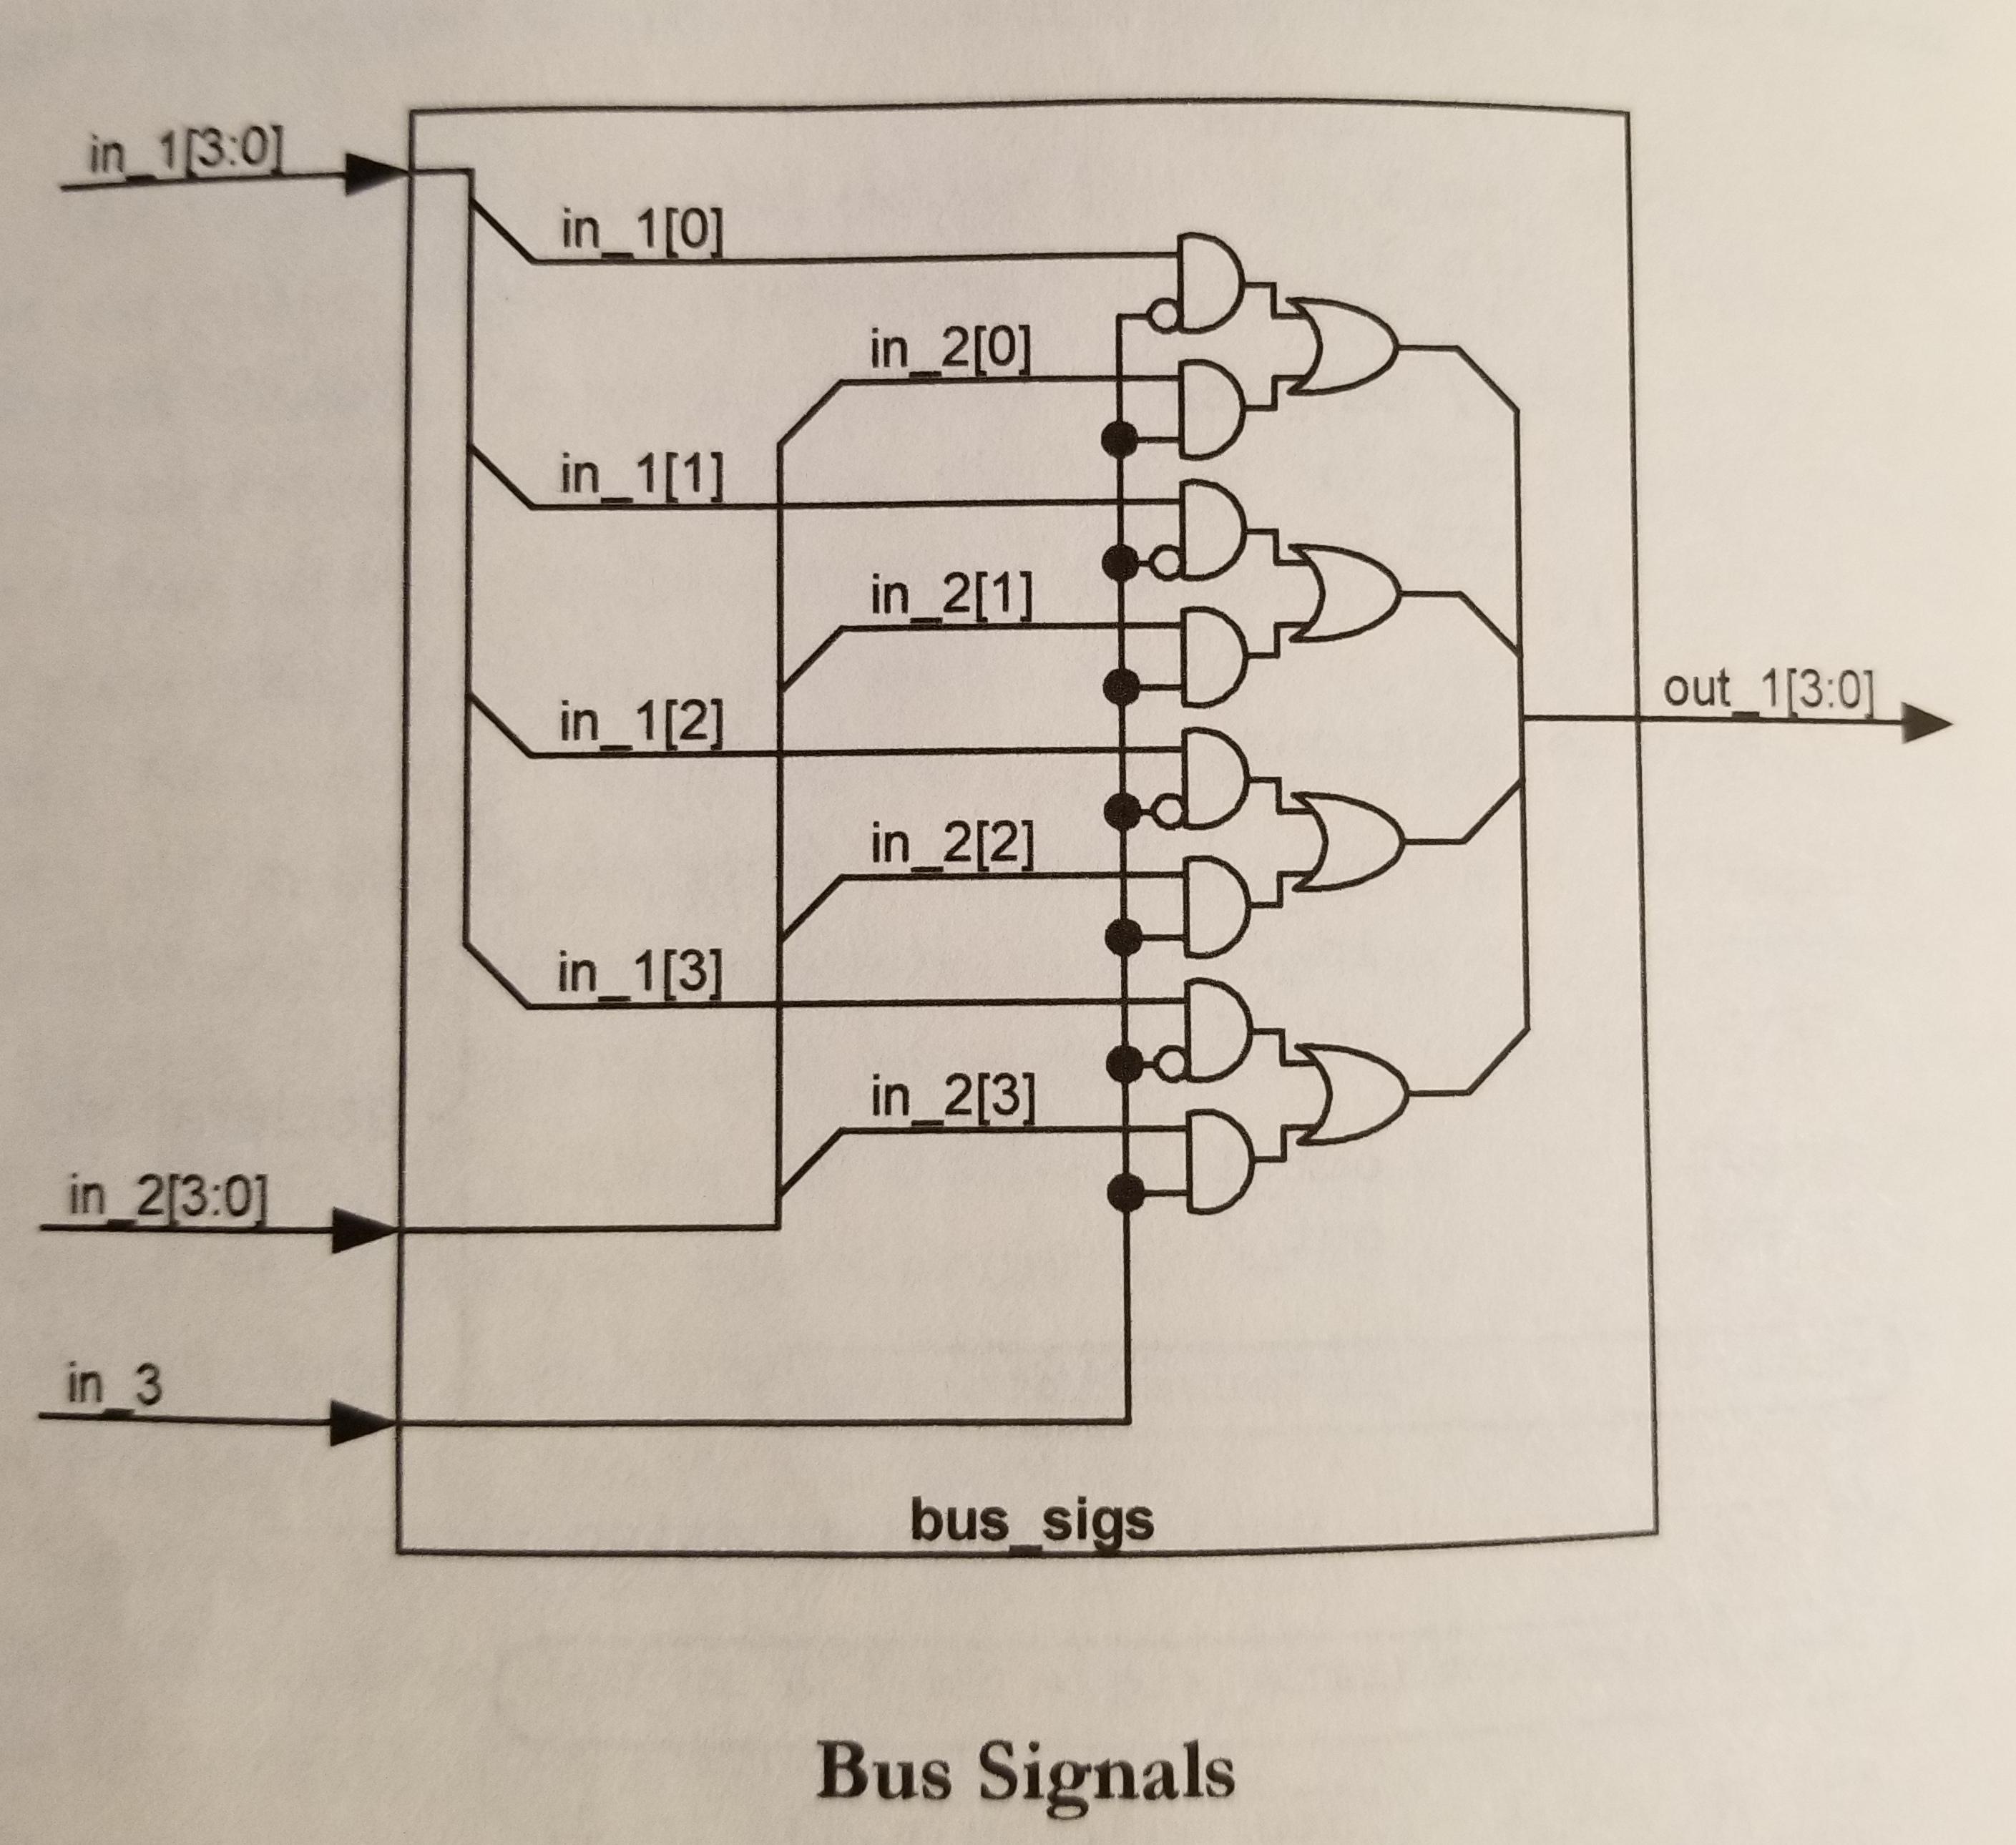 in_1[3:0]
in_1[0]
in_2[0]
in_1[1]
in_2[1]
in_1[2]
out_1[3:0]
in_2[2]
in_1[3]
in_2[3]
in_2[3:0]
in_3
bus_sigs
Bus Signals